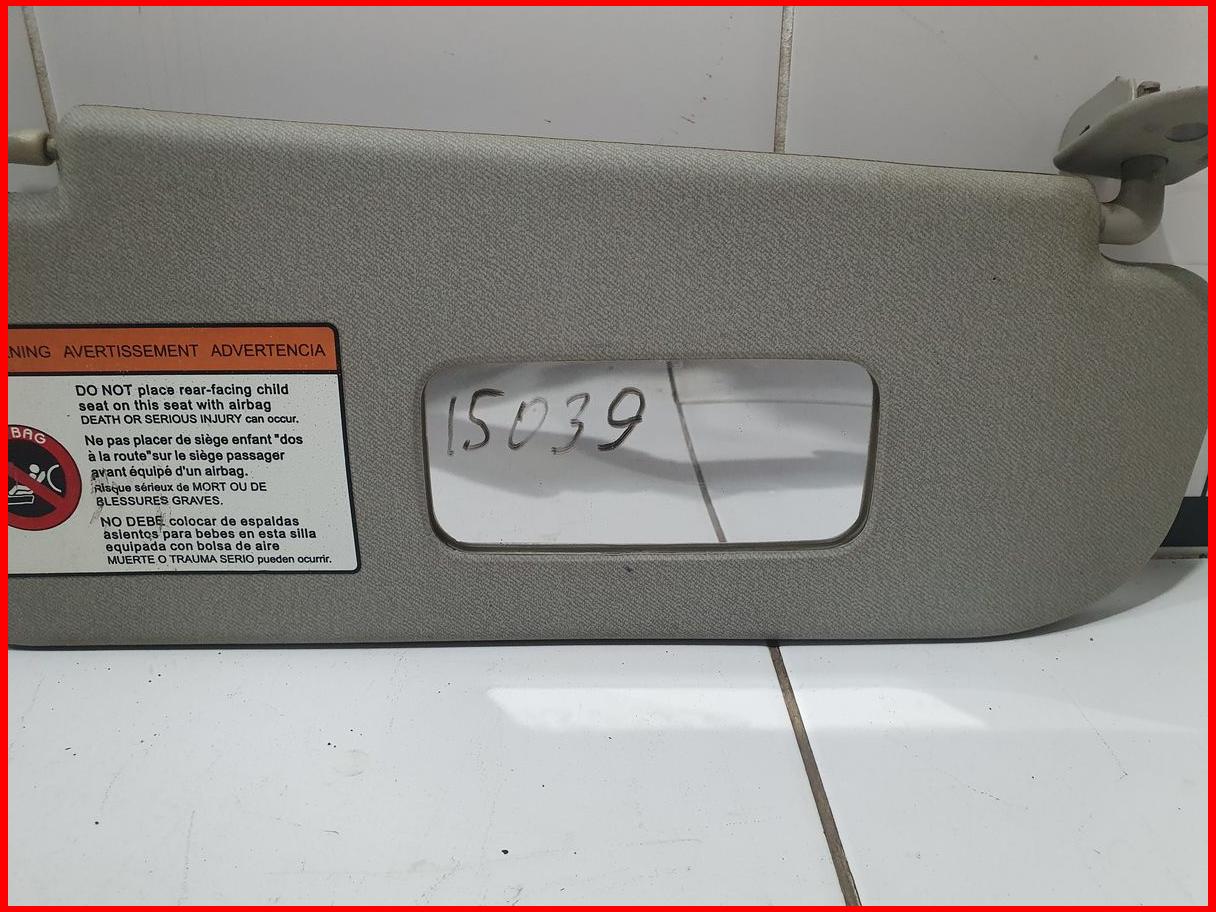 NING AVERTISSEMENT ADVERTENCIA
DO NOT place rear-facing child
seat on this seat with airbag
DEATH OR SERIOUS INJURY can occur.
BAG
Ne pas placer de siège enfant "dos
à la route"sur le siège passager
avant équipé d'un airbag.
Risque sérieux de MORT OU DE
BLESSURES GRAVES.
NO DEBE colocar de espaldas
asientos para bebes en esta silla
equipada con bolsa de aire
MUERTE O TRAUMA SERIO pueden ocurrir.
15039